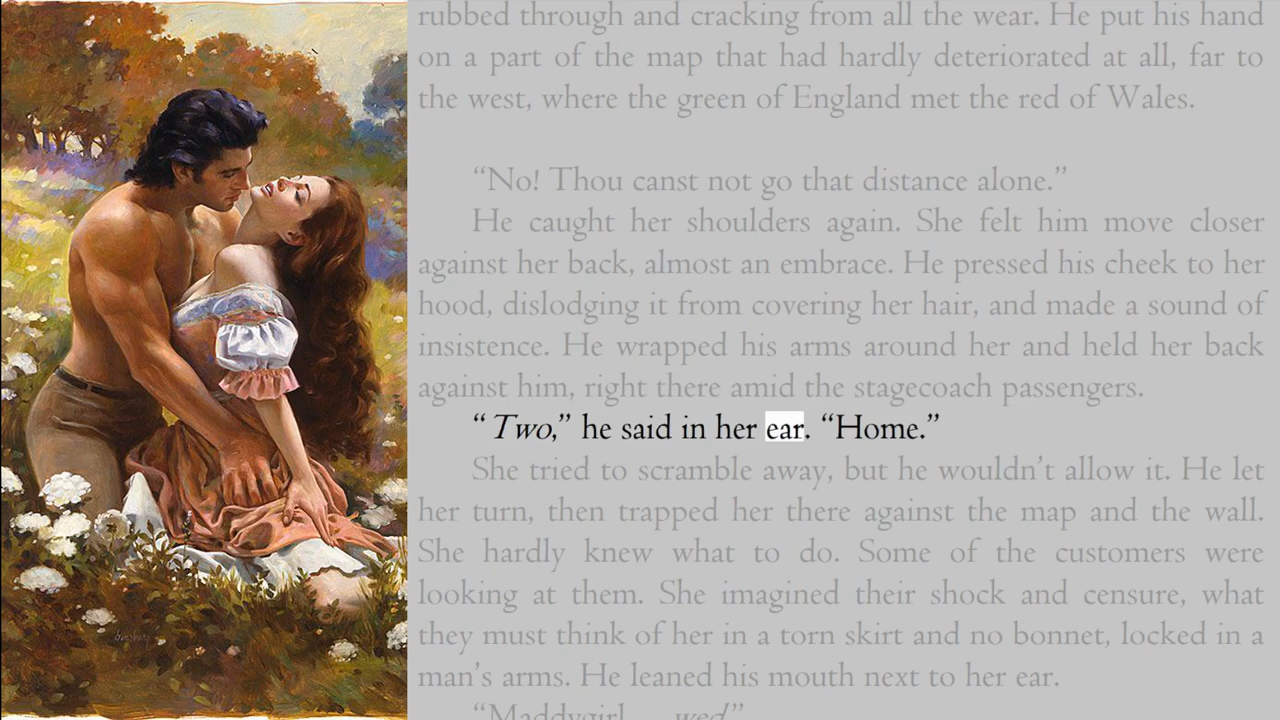 rubbed through and cracking from all the wear. He put his hand
on a part of the map that had hardly deteriorated at all, far to
the west, where the green of England met the red of Wales.
“No! Thou canst not go that distance alone.”
He caught her shoulders again. She felt him move closer
against her back, almost an embrace. He pressed his cheek to her
hood, dislodging it from covering her hair, and made a sound of
insistence. He wrapped his arms around her and held her back
against him, right there amid the stagecoach passengers.
“Two,” he said in her ear. “Home.”
She tried to scramble away, but he wouldn’t allow it. He let
her turn, then trapped her there against the map and the wall.
She hardly knew what to do. Some of the customers were
looking at them. She imagined their shock and censure, what
they must think of her in a torn skirt and no bonnet, locked in a
man’s arms. He leaned his mouth next to her ear.
“Maddygirl ... wed”